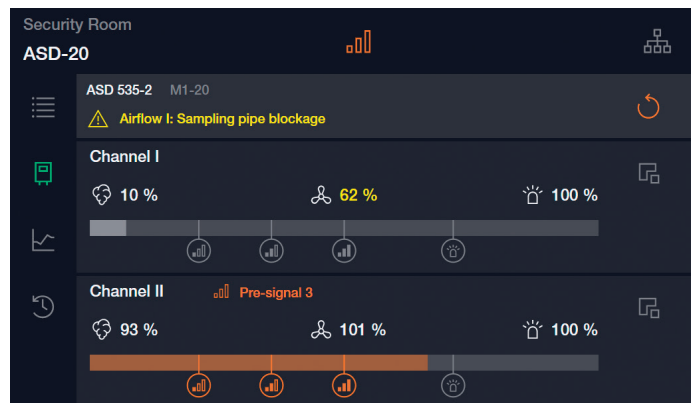 Security Room
ASD-20
ASD 535-2 M1-20
Airflow I: Sampling pipe blockage
Channel I
10 % 62 % 100 %
Channel II Pre-signal 3
93 % 101 % 100 %